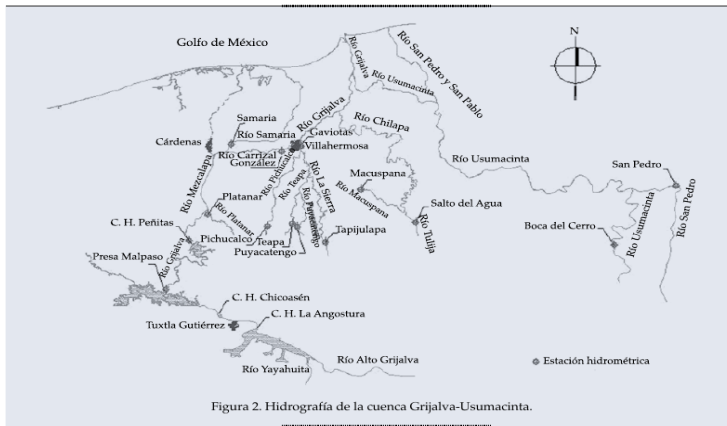 Golfo de México
N
Río Grijalva
Río San Pedro y San Pablo
Río Usumacinta
Samaria
Río Samaria
Río Grijalva
Río Chilapa
Cárdenas
Gaviotas
Villahermosa
Río Carrizal
González
Río Pichucalco
Río Teapa
Río La Sierra
Río Puyacatengo
Río Mezcalapa
Macuspana
Río Macuspana
Río Usumacinta
San Pedro
Platanar
Río Platanar
Salto del Agua
Río Tulija
Río Usumacinta
Río San Pedro
C. H. Peñitas
Pichucalco
Teapa
Puyacatengo
Tapijulapa
Boca del Cerro
Presa Malpaso
Río Grijalva
C. H. Chicoasén
Tuxtla Gutiérrez
C. H. La Angostura
Río Yayahuita
Río Alto Grijalva
Estación hidrométrica
Figura 2. Hidrografía de la cuenca Grijalva-Usumacinta.